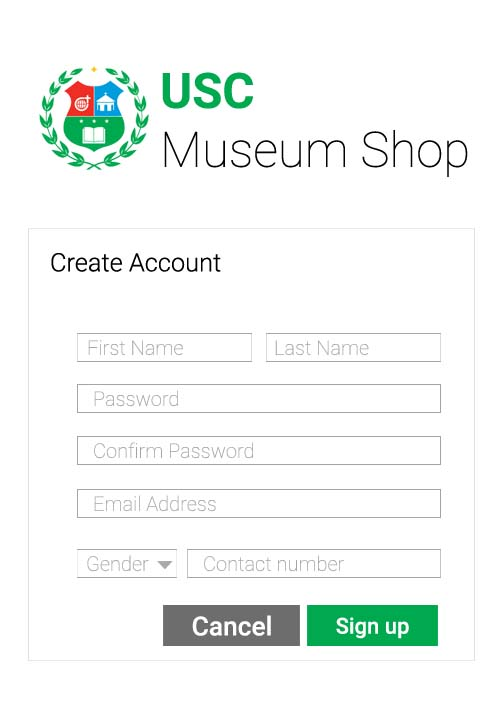 USC
Museum Shop
Create Account
First Name Last Name
Password
Confirm Password
Email Address
Gender Contact number
Cancel Sign up